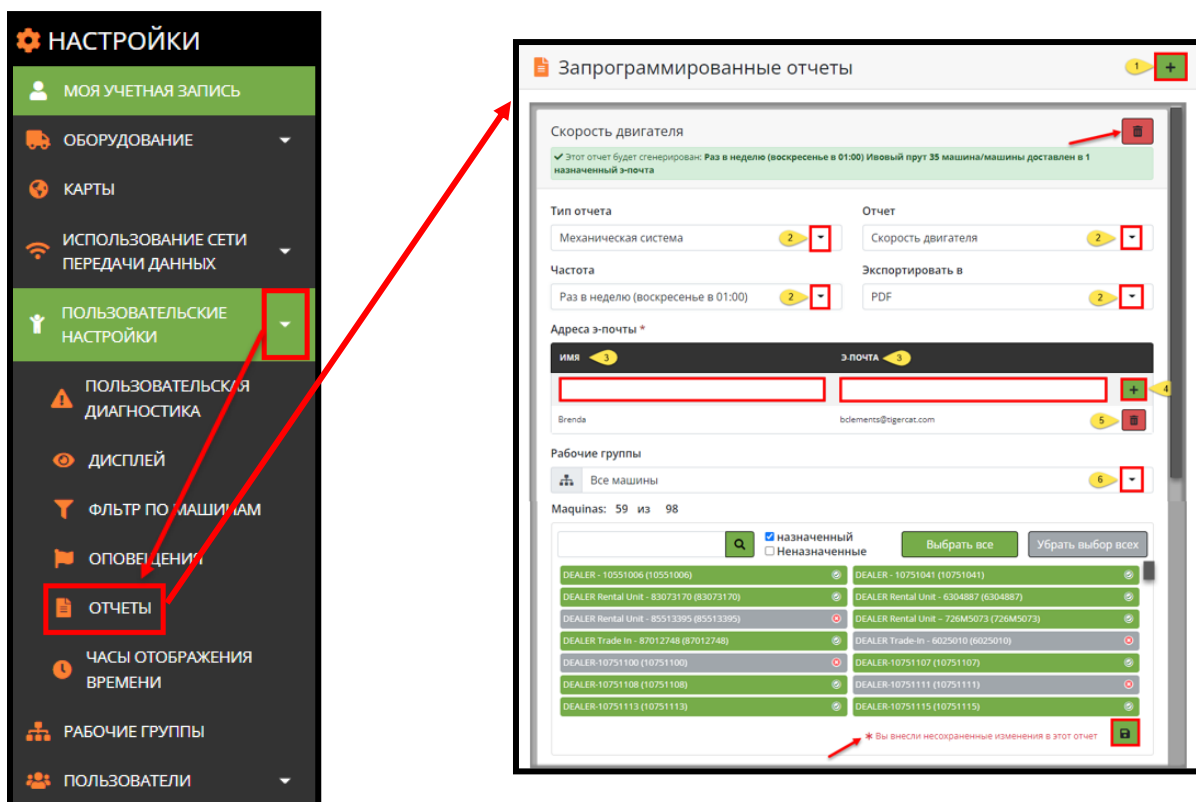 НАСТРОЙКИ
МОЯ УЧЕТНАЯ ЗАПИСЬ
ОБОРУДОВАНИЕ
КАРТЫ
ИСПОЛЬЗОВАНИЕ СЕТИ
ПЕРЕДАЧИ ДАННЫХ
ПОЛЬЗОВАТЕЛЬСКИЕ
НАСТРОЙКИ
ПОЛЬЗОВАТЕЛЬСКАЯ
ДИАГНОСТИКА
ДИСПЛЕЙ
ФЛЬТР ПО МАШИНАМ
ОПОВЕЩЕНИЯ
ОТЧЕТЫ
ЧАСЫ ОТОБРАЖЕНИЯ
ВРЕМЕНИ
РАБОЧИЕ ГРУППЫ
ПОЛЬЗОВАТЕЛИ
Запрограммированные отчеты 1 +
Скорость двигателя
Этот отчет будет сгенерирован: Раз в неделю (воскресенье в 01:00) Ивовый прут 35 машина/машины доставлен в 1
назначенный э-почта
Тип отчета Отчет
Механическая система 2 Скорость двигателя 2
Частота Экспортировать в
Раз в неделю (воскресенье в 01:00) 2 PDF 2
Адреса э-почты *
ИМЯ 3 Э-ПОЧТА 3
+ 4
Brenda bclements@tigercat.com 5
Рабочие группы
Все машины 6
Maquinas: 59 из 98
назначенный
Неназначенные
Выбрать все Убрать выбор всех
DEALER - 10551006 (10551006) DEALER - 10751041 (10751041)
DEALER Rental Unit - 83073170 (83073170) DEALER Rental Unit - 6304887 (6304887)
DEALER Rental Unit - 85513395 (85513395) DEALER Rental Unit – 726M5073 (726M5073)
DEALER Trade In - 87012748 (87012748) DEALER Trade-In - 6025010 (6025010)
DEALER-10751100 (10751100) DEALER-10751107 (10751107)
DEALER-10751108 (10751108) DEALER-10751111 (10751111)
DEALER-10751113 (10751113) DEALER-10751115 (10751115)
* Вы внесли несохраненные изменения в этот отчет